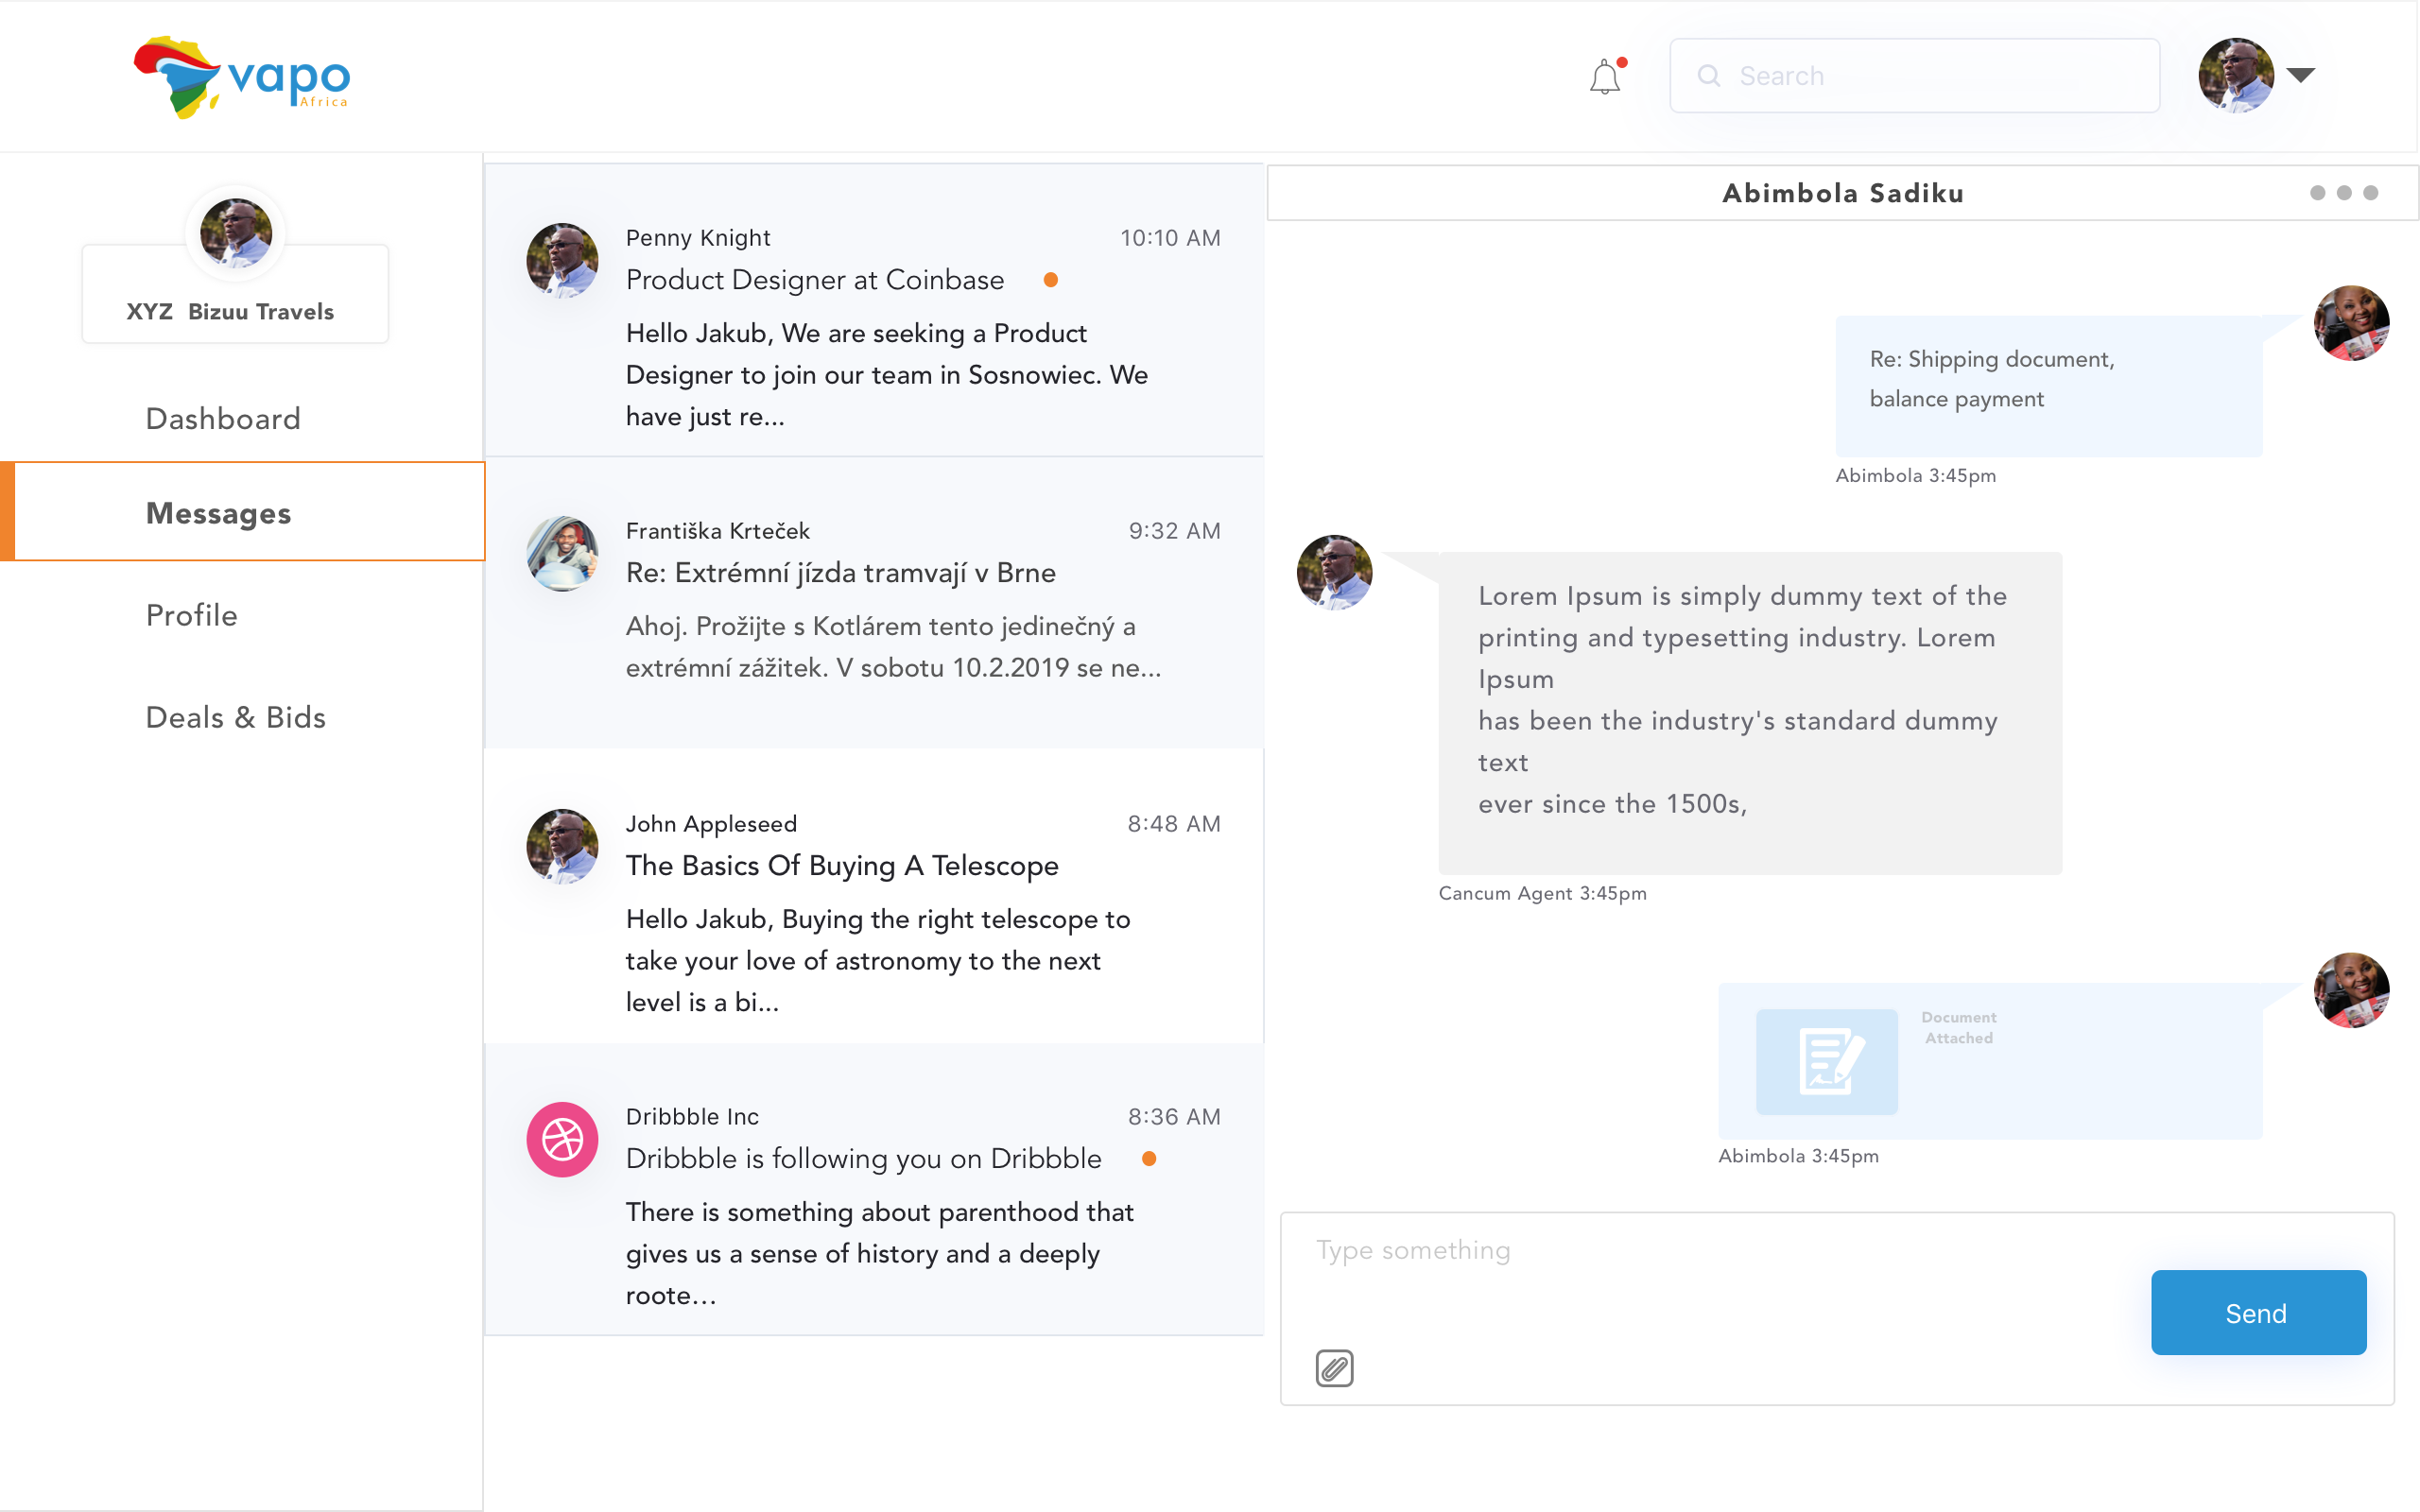 vapo
Africa
Search
XYZ  Bizuu Travels
Dashboard
Messages
Profile
Deals & Bids
Penny Knight
10:10 AM
Product Designer at Coinbase
Hello Jakub, We are seeking a Product
Designer to join our team in Sosnowiec. We
have just re...
Františka Krteček
9:32 AM
Re: Extrémní jízda tramvají v Brne
Ahoj. Prožijte s Kotlárem tento jedinečný a
extrémní zážitek. V sobotu 10.2.2019 se ne...
John Appleseed
8:48 AM
The Basics Of Buying A Telescope
Hello Jakub, Buying the right telescope to
take your love of astronomy to the next
level is a bi...
Dribbble Inc
8:36 AM
Dribbble is following you on Dribbble
There is something about parenthood that
gives us a sense of history and a deeply
roote...
Abimbola Sadiku
Re: Shipping document,
balance payment
Abimbola 3:45pm
Lorem Ipsum is simply dummy text of the
printing and typesetting industry. Lorem
Ipsum
has been the industry's standard dummy
text
ever since the 1500s,
Cancum Agent 3:45pm
Document
Attached
Abimbola 3:45pm
Type something
Send